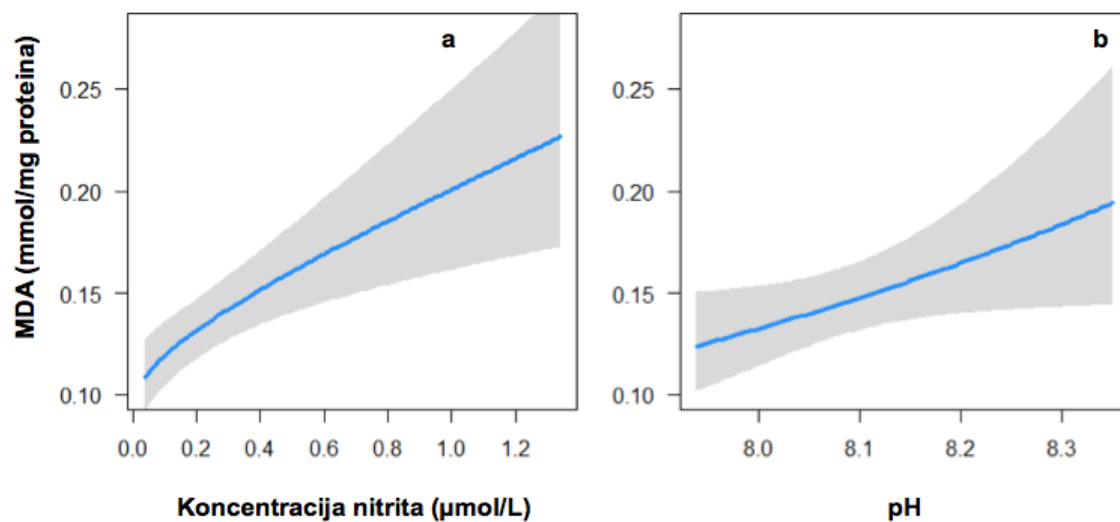 MDA (mmol/mg proteina)
a
0.25
0.20
0.15
0.10
0.0 0.2 0.4 0.6 0.8 1.0 1.2
Koncentracija nitrita (µmol/L)
b
0.25
0.20
0.15
0.10
8.0 8.1 8.2 8.3
pH